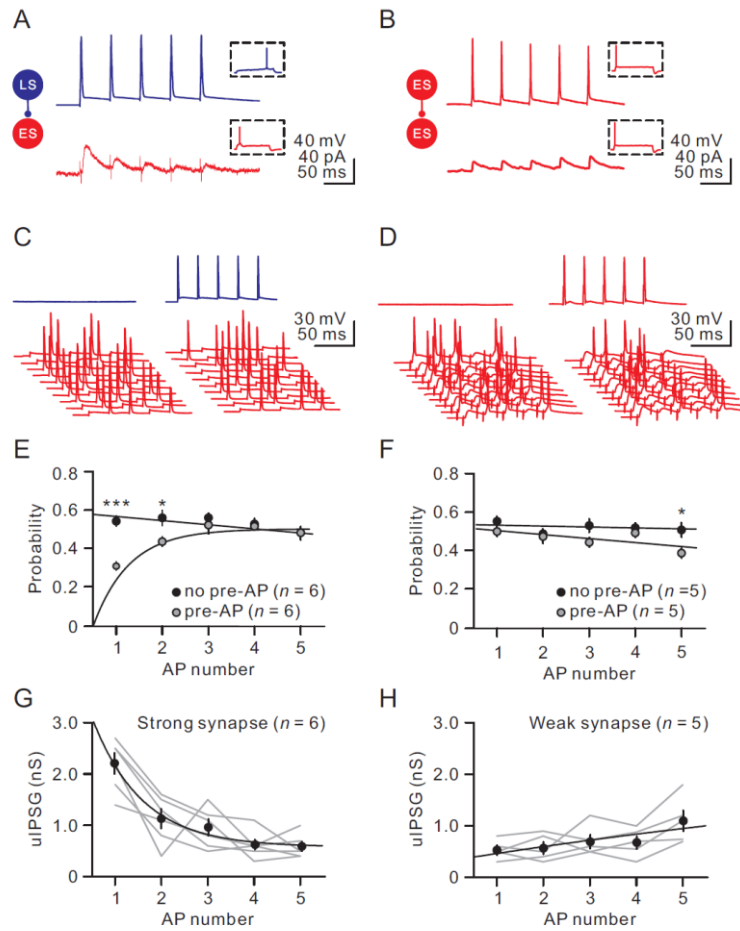 A
LS
ES
40 mV
40 pA
50 ms
B
ES
ES
40 mV
40 pA
50 ms
C
30 mV
50 ms
D
30 mV
50 ms
E
0.8
0.6
0.4
0.2
0
Probability
***
*
no pre-AP (n = 6)
pre-AP (n = 6)
1 2 3 4 5
AP number
F
0.8
0.6
0.4
0.2
0
Probability
*
no pre-AP (n =5)
pre-AP (n = 5)
1 2 3 4 5
AP number
G
Strong synapse (n = 6)
3.0
2.0
1.0
0
uIPSG (nS)
1 2 3 4 5
AP number
H
Weak synapse (n = 5)
3.0
2.0
1.0
0
uIPSG (nS)
1 2 3 4 5
AP number